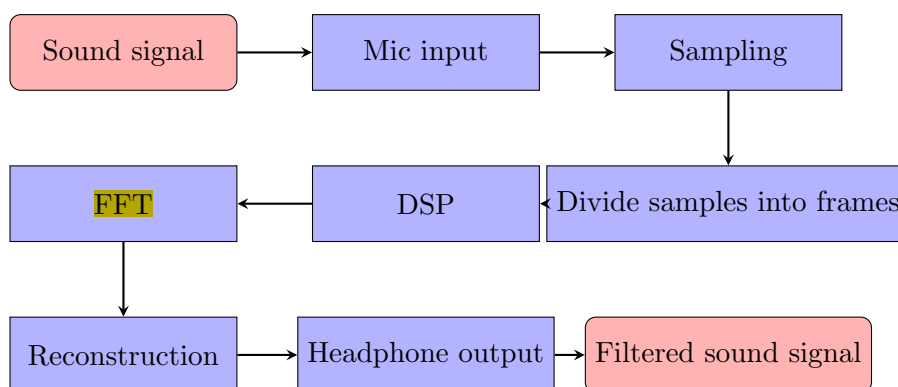 Sound signal
Mic input
Sampling
Divide samples into frames
DSP
FFT
Reconstruction
Headphone output
Filtered sound signal